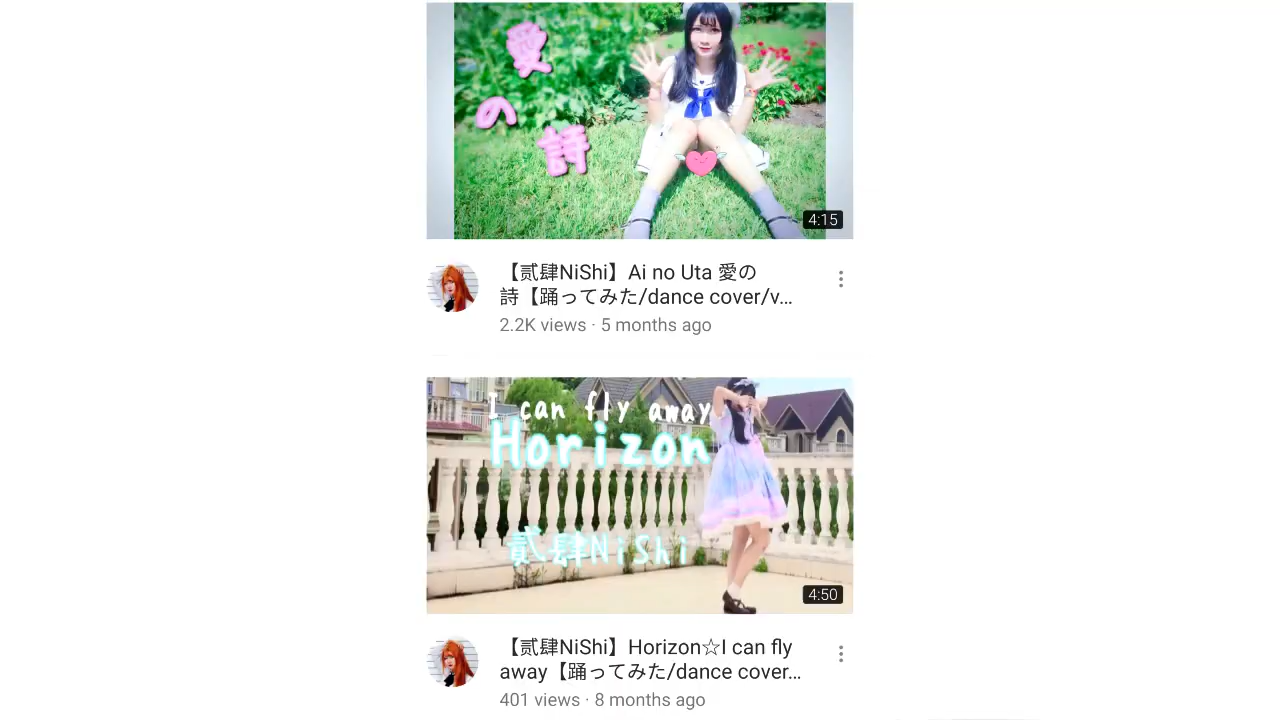 愛
の
詩
4:15
【貳肆NiShi】Ai no Uta 愛の
詩【踊ってみた/dance cover/v...
2.2K views · 5 months ago
I can fly away
Horizon
貳肆NiShi
4:50
【貳肆NiShi】Horizon☆I can fly
away【踊ってみた/dance cover...
401 views · 8 months ago